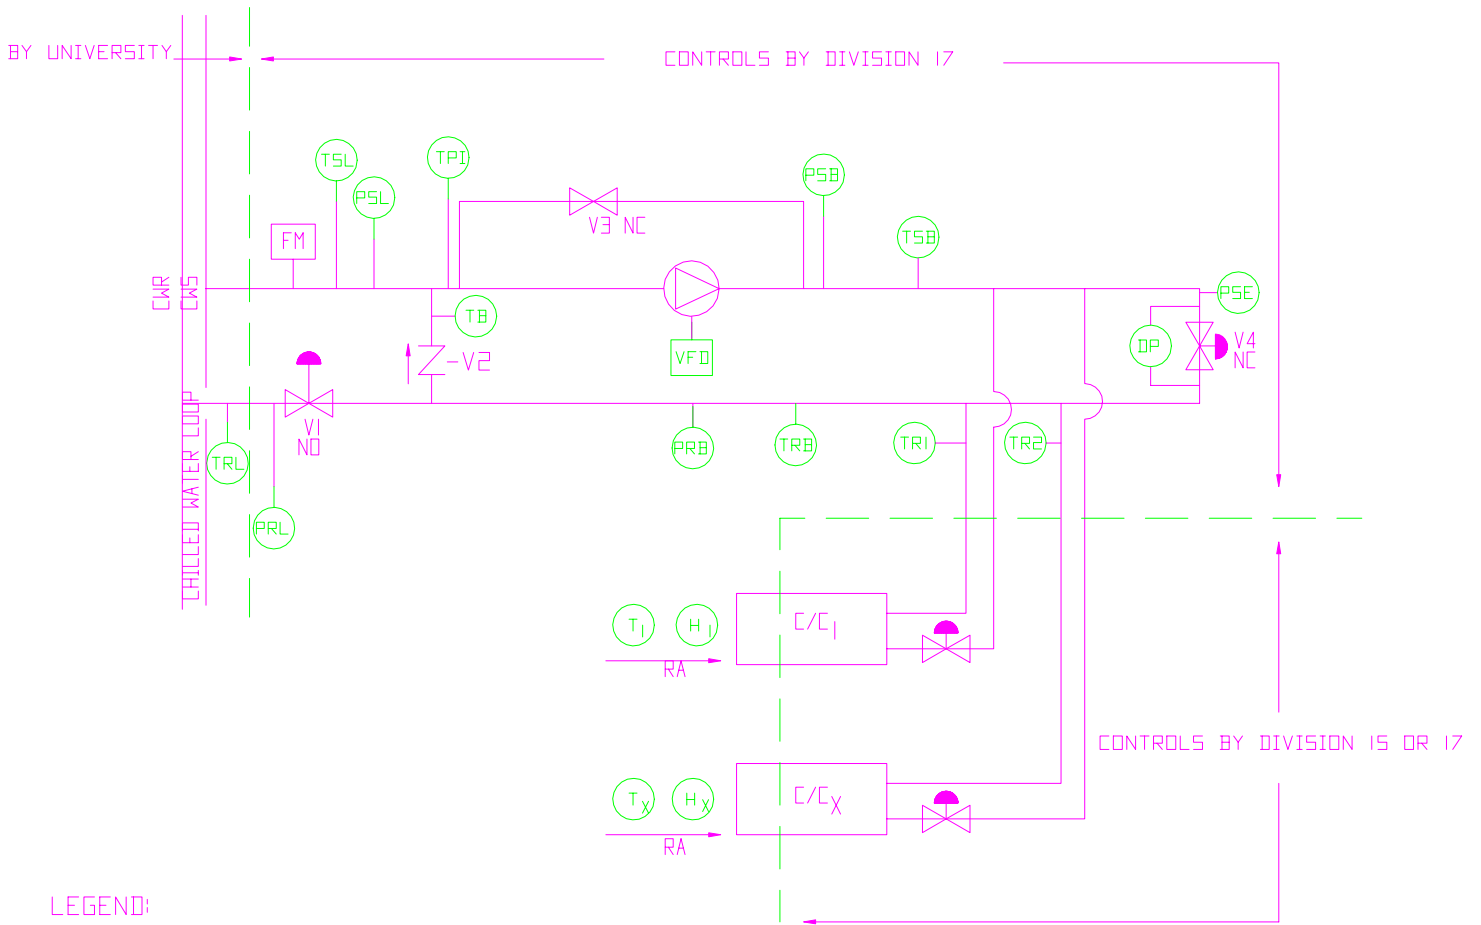 BY UNIVERSITY
CONTROLS BY DIVISION 17
TSL
TPI
PSL
PSB
V3 NC
FM
TSB
CWR
CWS
PSE
TB
DP
V4
NC
VFD
-V2
V1
NO
CHILLED WATER LOOP
TRL
PRB
TRB
TR1
TR2
PRL
T1
H1
C/C1
RA
CONTROLS BY DIVISION 15 OR 17
TX
HX
C/CX
RA
LEGEND: